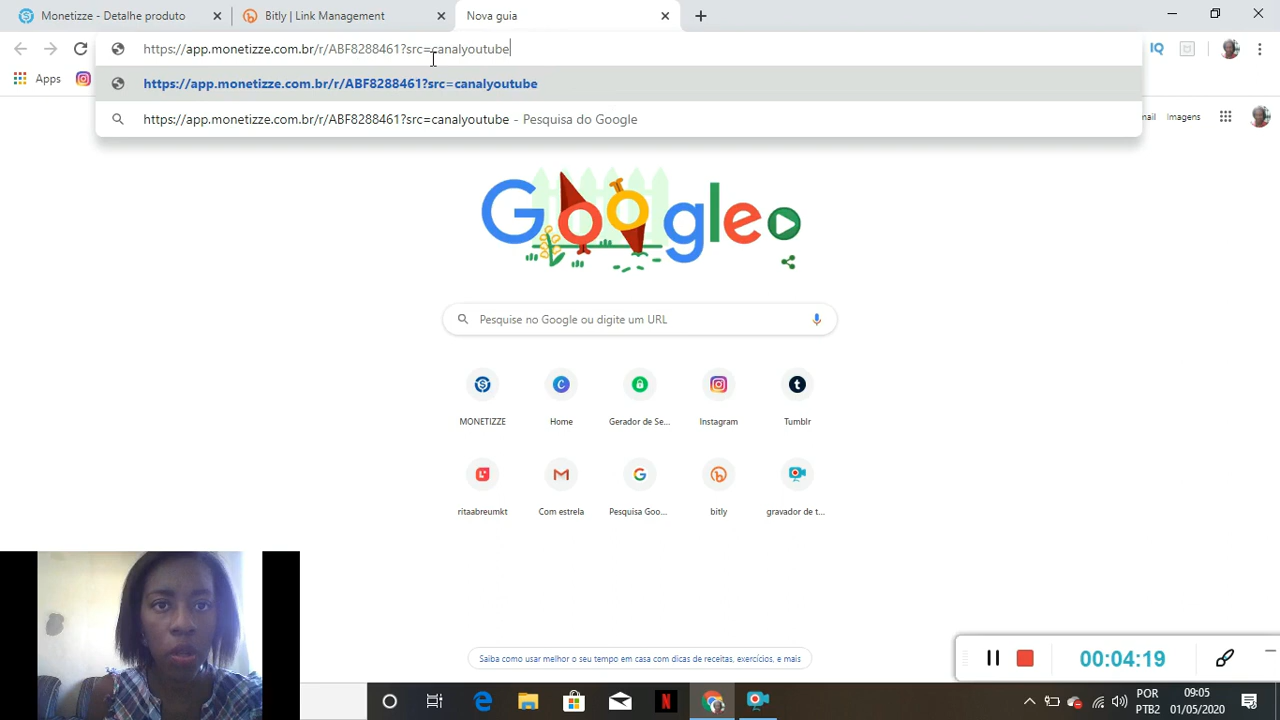 Monetizze - Detalhe produto
Bitly | Link Management
Nova guia
https://app.monetizze.com.br/r/ABF8288461?src=canalyoutube
IQ
Apps
https://app.monetizze.com.br/r/ABF8288461?src=canalyoutube
https://app.monetizze.com.br/r/ABF8288461?src=canalyoutube - Pesquisa do Google
mail Imagens
Google
Pesquise no Google ou digite um URL
MONETIZZE Home Gerador de Se... Instagram Tumblr
ritaabreumkt Com estrela Pesquisa Goo... bitly gravador de t...
Saiba como usar melhor o seu tempo em casa com dicas de receitas, exercícios, e mais
00:04:19
POR 09:05
PTB2 01/05/2020